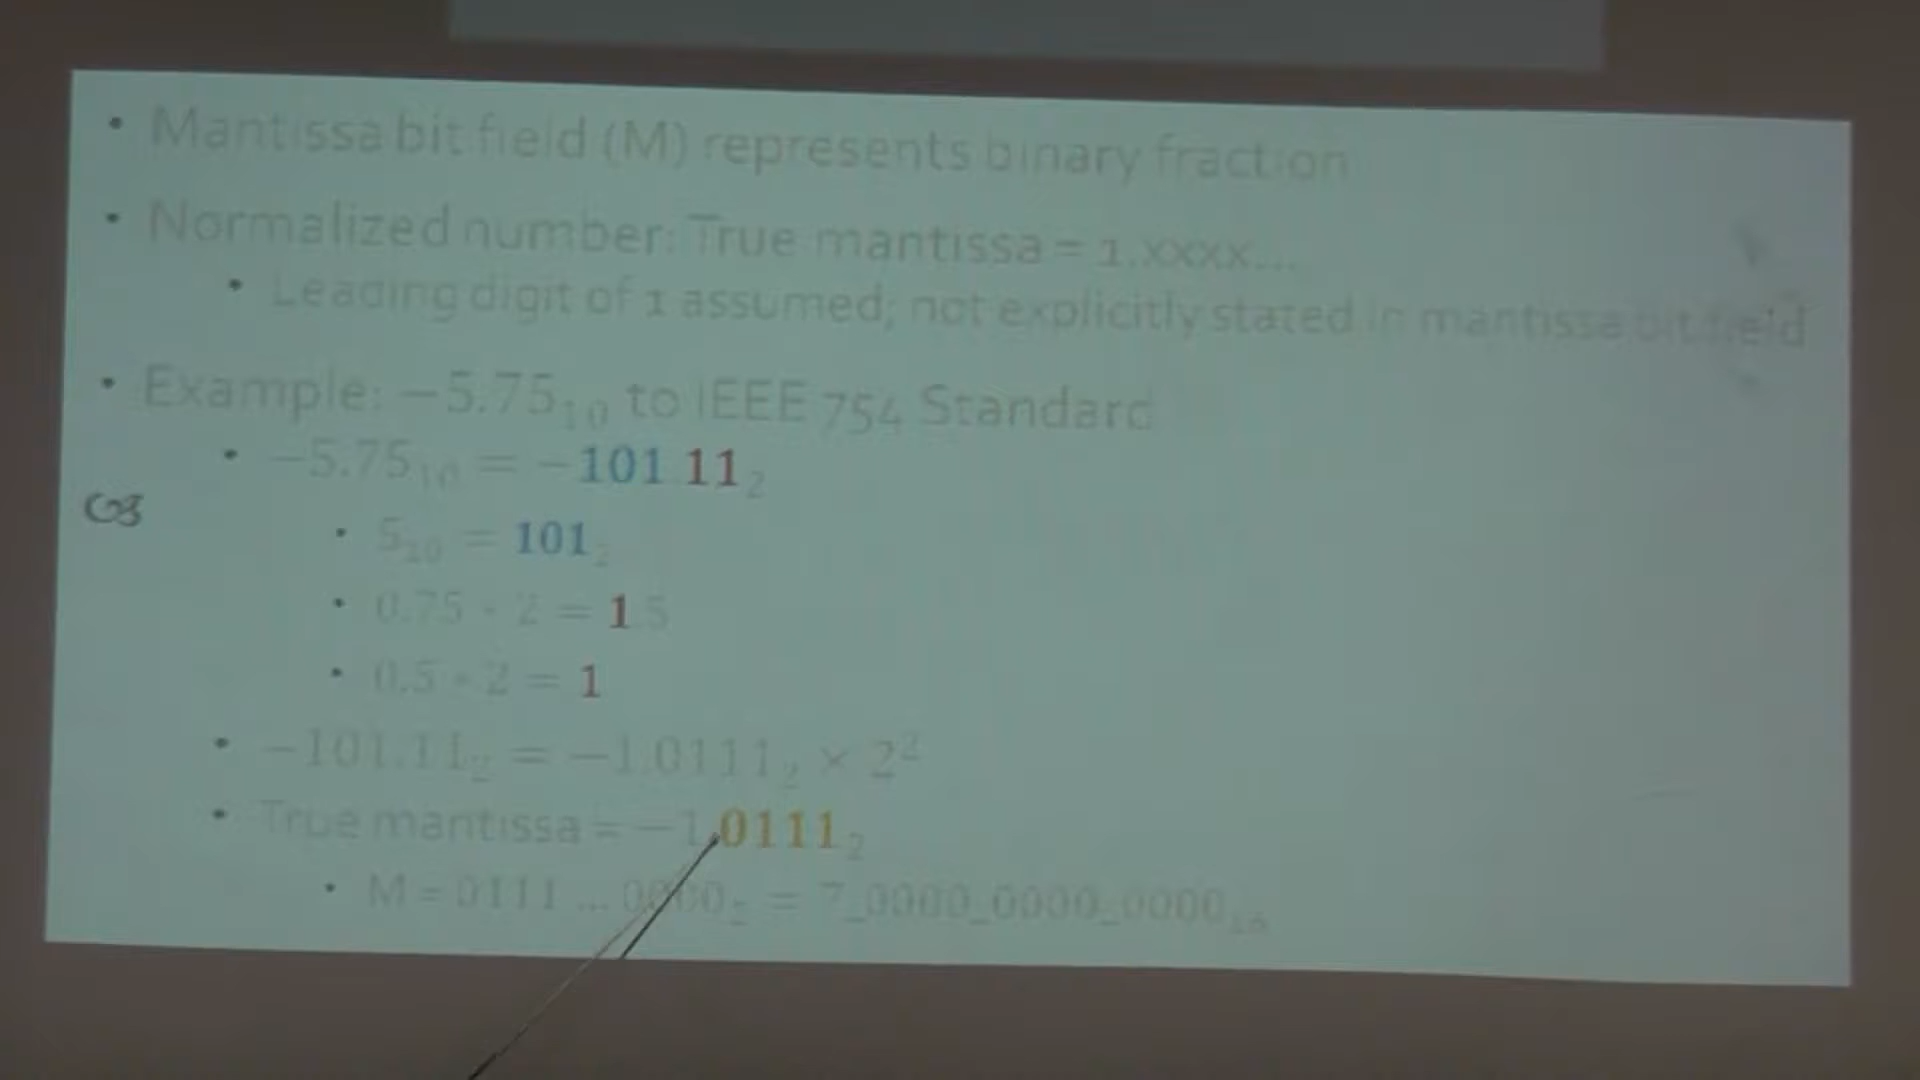 • Mantissa bit field (M) represents binary fraction
• Normalized number: True mantissa = 1.xxxx...
• Leading digit of 1 assumed; not explicitly stated in mantissa bit field
• Example: −5.75₁₀ to IEEE 754 Standard
• −5.75₁₀ = −101.11₂
• 5₁₀ = 101₂
• 0.75 * 2 = 1.5
• 0.5 * 2 = 1
• −101.11₂ = −1.0111₂ × 2²
• True mantissa = −1.0111₂
• M = 0111 ... 0000₂ = 7_0000_0000_0000₁₆